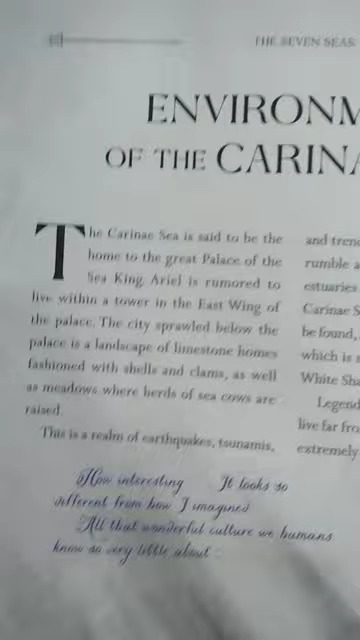 THE SEVEN SEAS
ENVIRONM
OF THE CARINA
The Carinae Sea is said to be the
home to the great Palace of the
Sea King. Ariel is rumored to
live within a tower in the East Wing of
the palace. The city sprawled below the
palace is a landscape of limestone homes
fashioned with shells and clams, as well
as meadows where herds of sea cows are
raised.
This is a realm of earthquakes, tsunamis,
and trend
rumble a
estuaries
Carinae S
be found,
which is s
White Sha
Legend
live far fro
extremely
How interesting It looks so
different from how I imagined
All that wonderful culture we humans
know so very little about